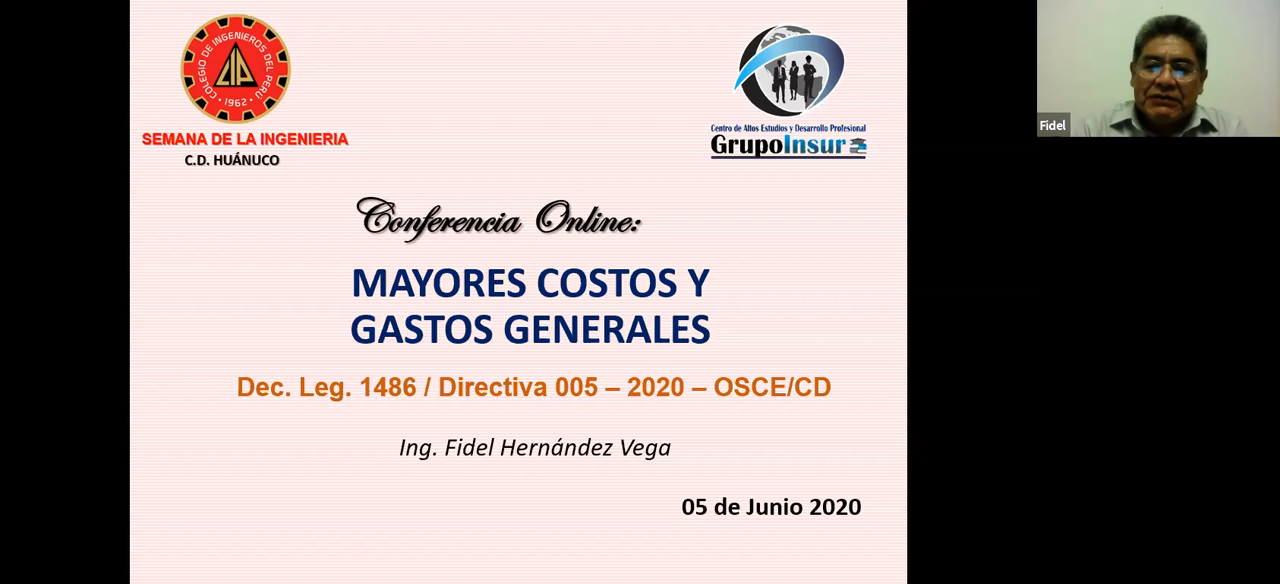 COLEGIO DE INGENIEROS DEL PERÚ
CIP
1962
SEMANA DE LA INGENIERIA
C.D. HUÁNUCO
Centro de Altos Estudios y Desarrollo Profesional
GrupoInsur
Fidel
Conferencia Online:
MAYORES COSTOS Y
GASTOS GENERALES
Dec. Leg. 1486 / Directiva 005 – 2020 – OSCE/CD
Ing. Fidel Hernández Vega
05 de Junio 2020